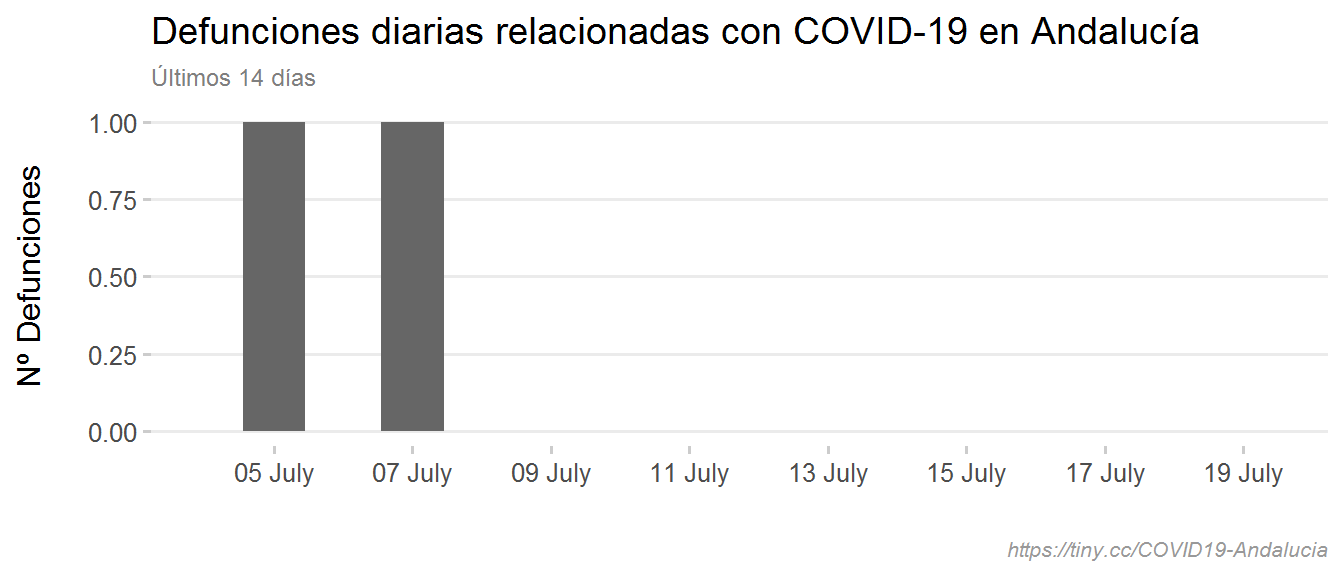 Defunciones diarias relacionadas con COVID-19 en Andalucía
Últimos 14 días
Nº Defunciones
1.00
0.75
0.50
0.25
0.00
05 July 07 July 09 July 11 July 13 July 15 July 17 July 19 July
https://tiny.cc/COVID19-Andalucia